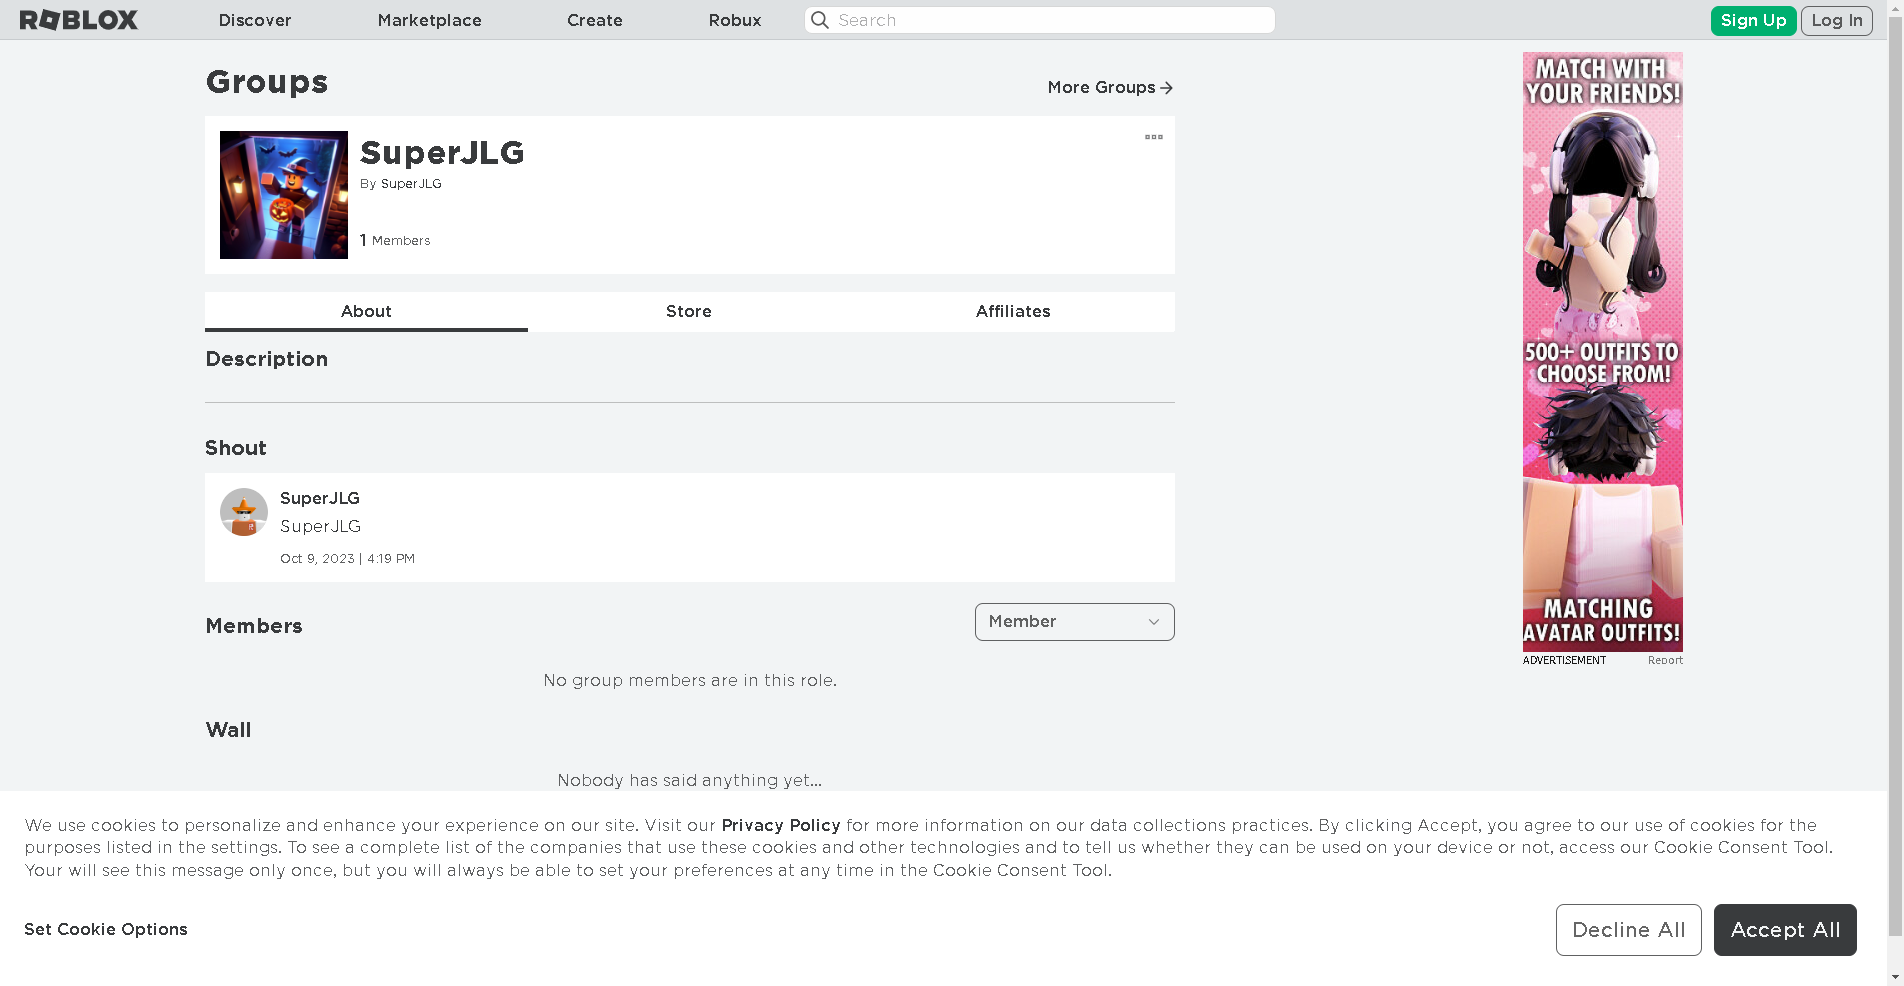 ROBLOX
Discover
Marketplace
Create
Robux
Search
Sign Up
Log In
Groups
More Groups
SuperJLG
By SuperJLG
1 Members
About
Store
Affiliates
Description
Shout
SuperJLG
SuperJLG
Oct 9, 2023 | 4:19 PM
Members
Member
No group members are in this role.
Wall
Nobody has said anything yet...
MATCH WITH
YOUR FRIENDS!
500+ OUTFITS TO
CHOOSE FROM!
MATCHING
AVATAR OUTFITS!
ADVERTISEMENT
Report
We use cookies to personalize and enhance your experience on our site. Visit our Privacy Policy for more information on our data collections practices. By clicking Accept, you agree to our use of cookies for the
purposes listed in the settings. To see a complete list of the companies that use these cookies and other technologies and to tell us whether they can be used on your device or not, access our Cookie Consent Tool.
Your will see this message only once, but you will always be able to set your preferences at any time in the Cookie Consent Tool.
Set Cookie Options
Decline All
Accept All